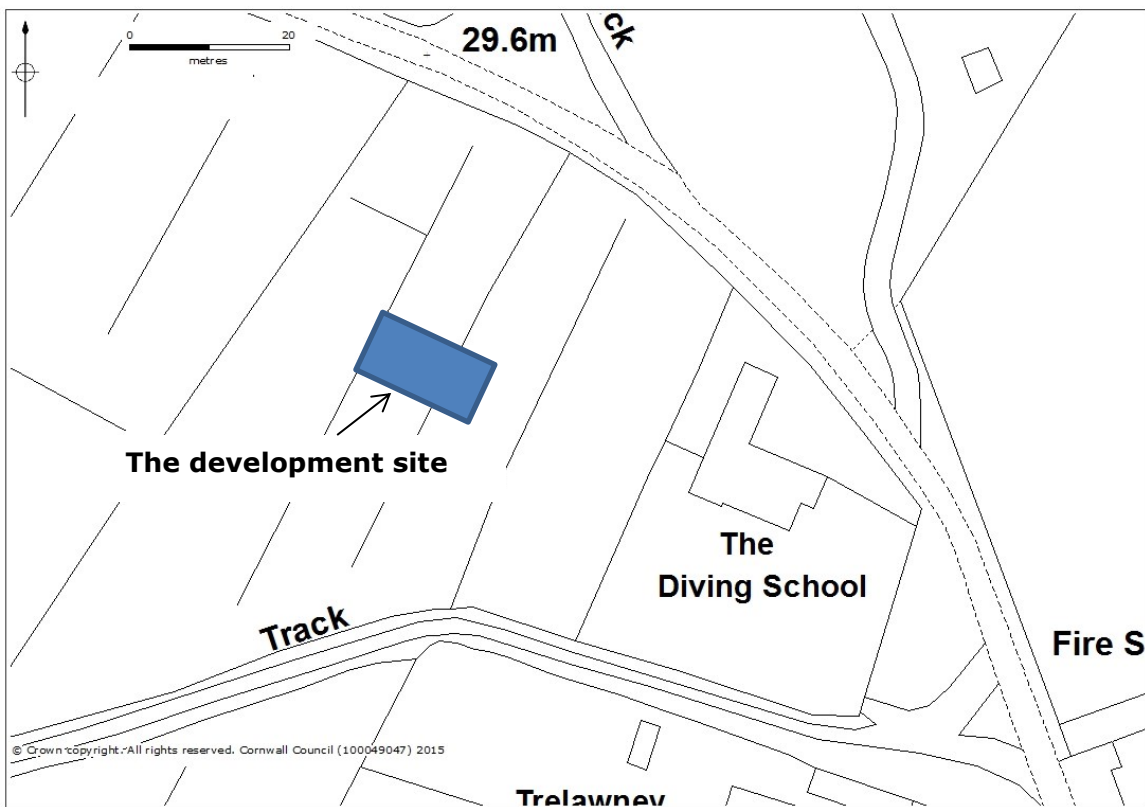 0 20
metres
29.6m
ck
The development site
The
Diving School
Track
Fire S
© Crown copyright. All rights reserved. Cornwall Council (100049047) 2015
Trelawney